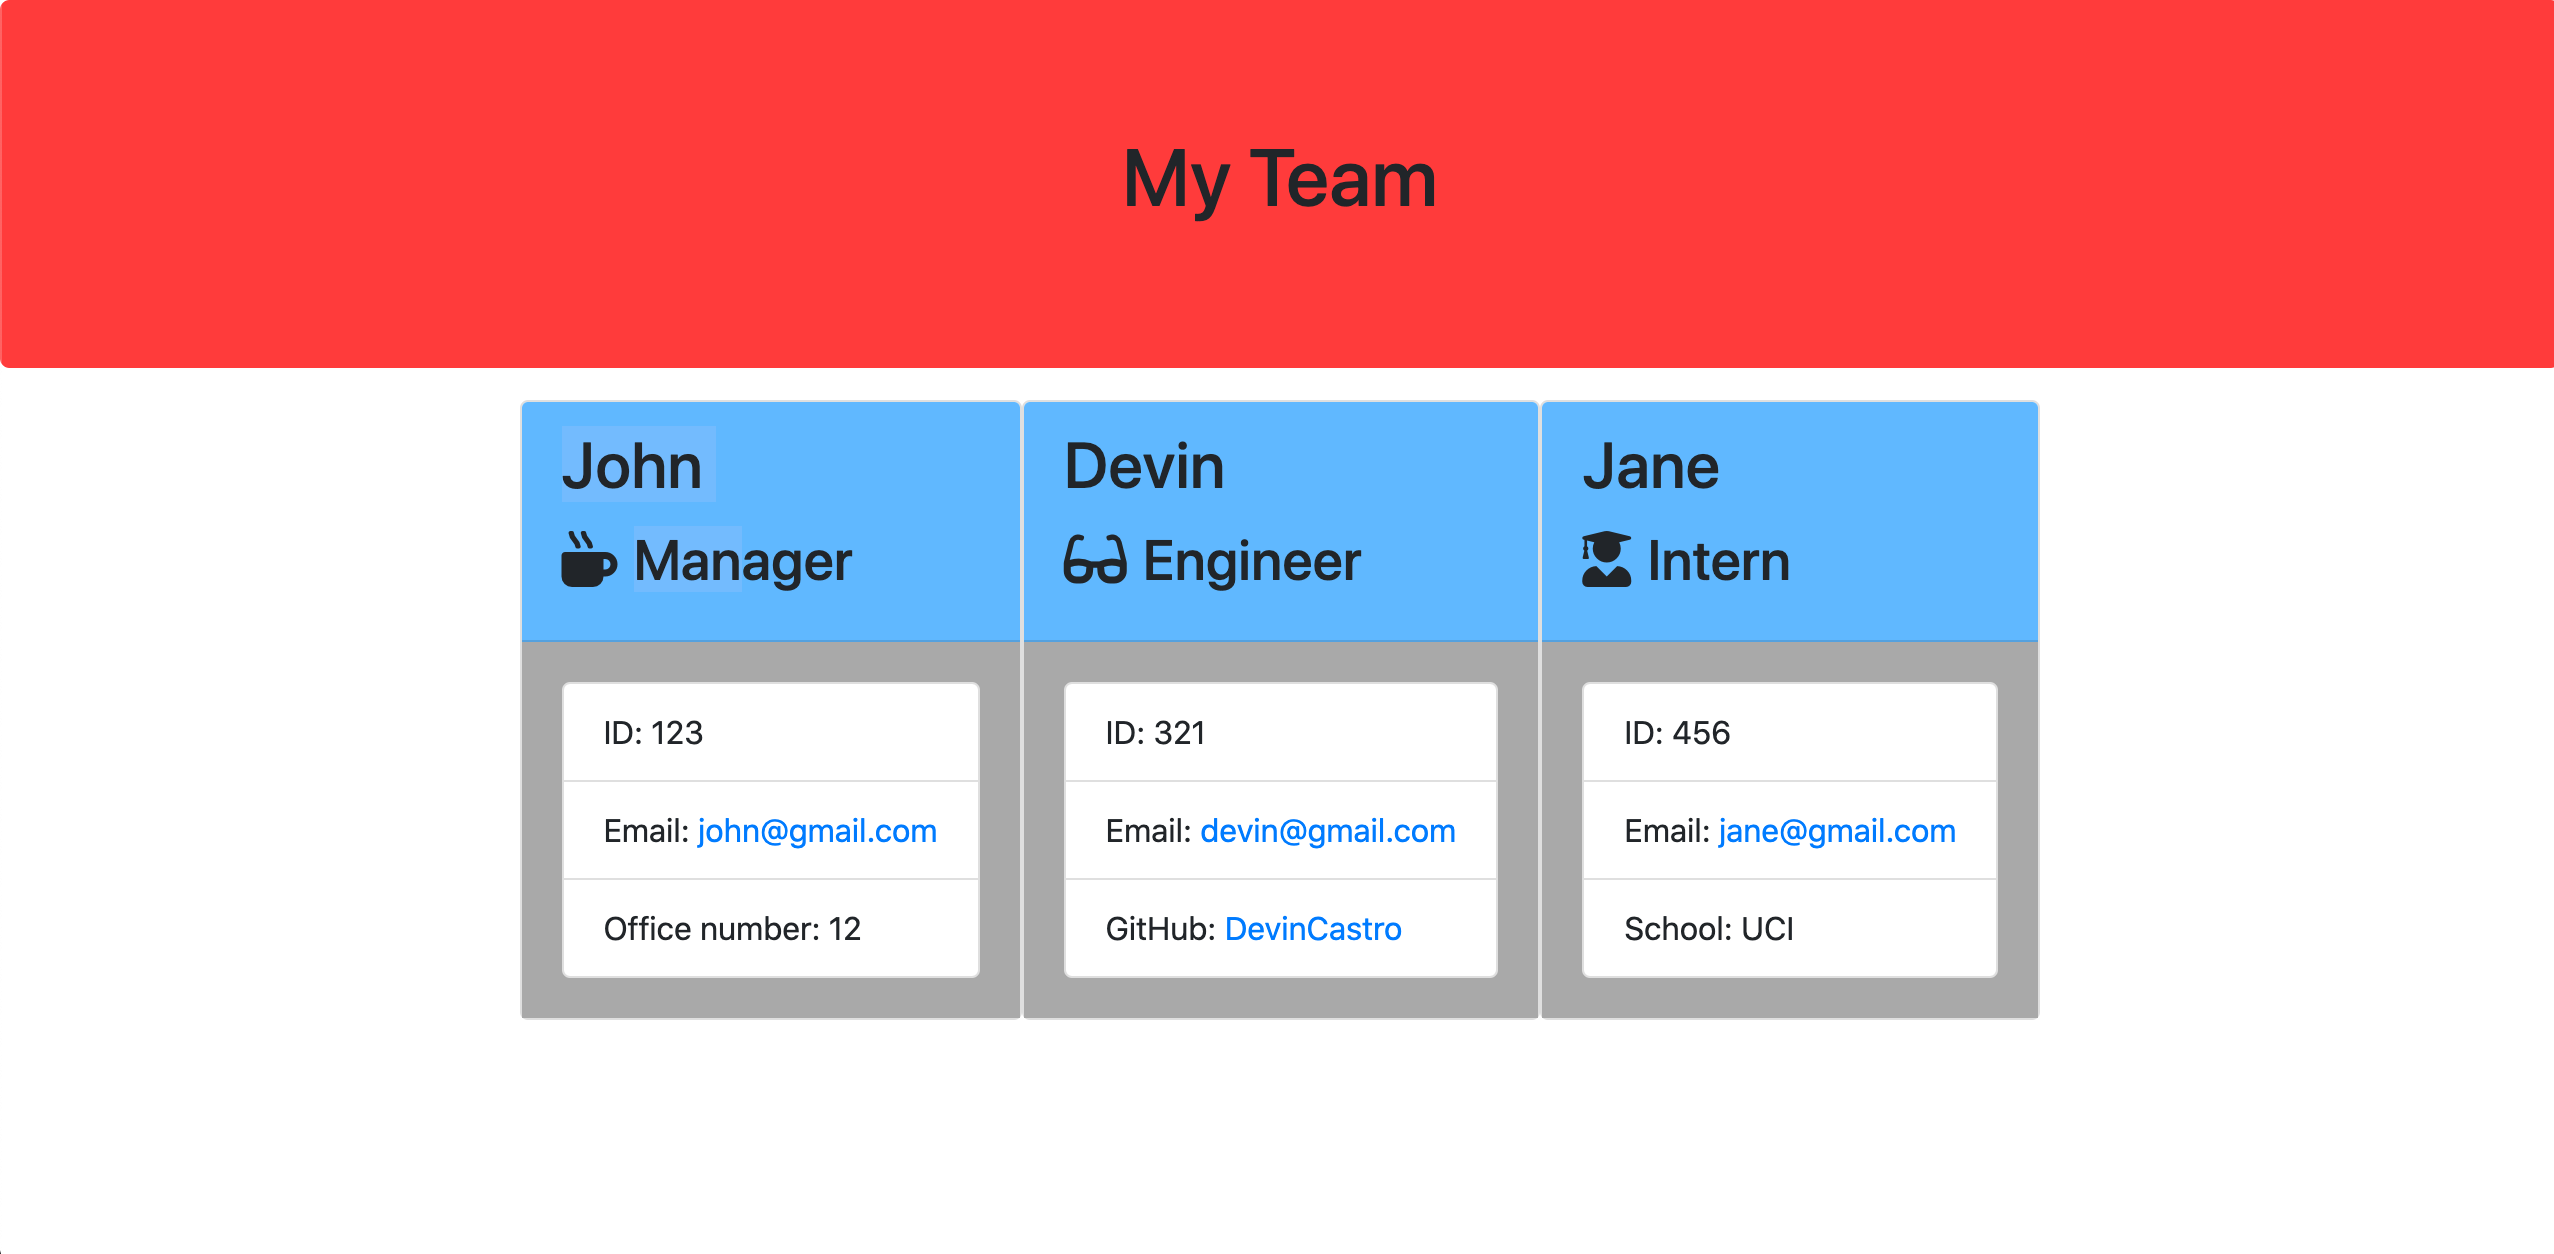 My Team
John
Manager
ID: 123
Email: john@gmail.com
Office number: 12
Devin
Engineer
ID: 321
Email: devin@gmail.com
GitHub: DevinCastro
Jane
Intern
ID: 456
Email: jane@gmail.com
School: UCI